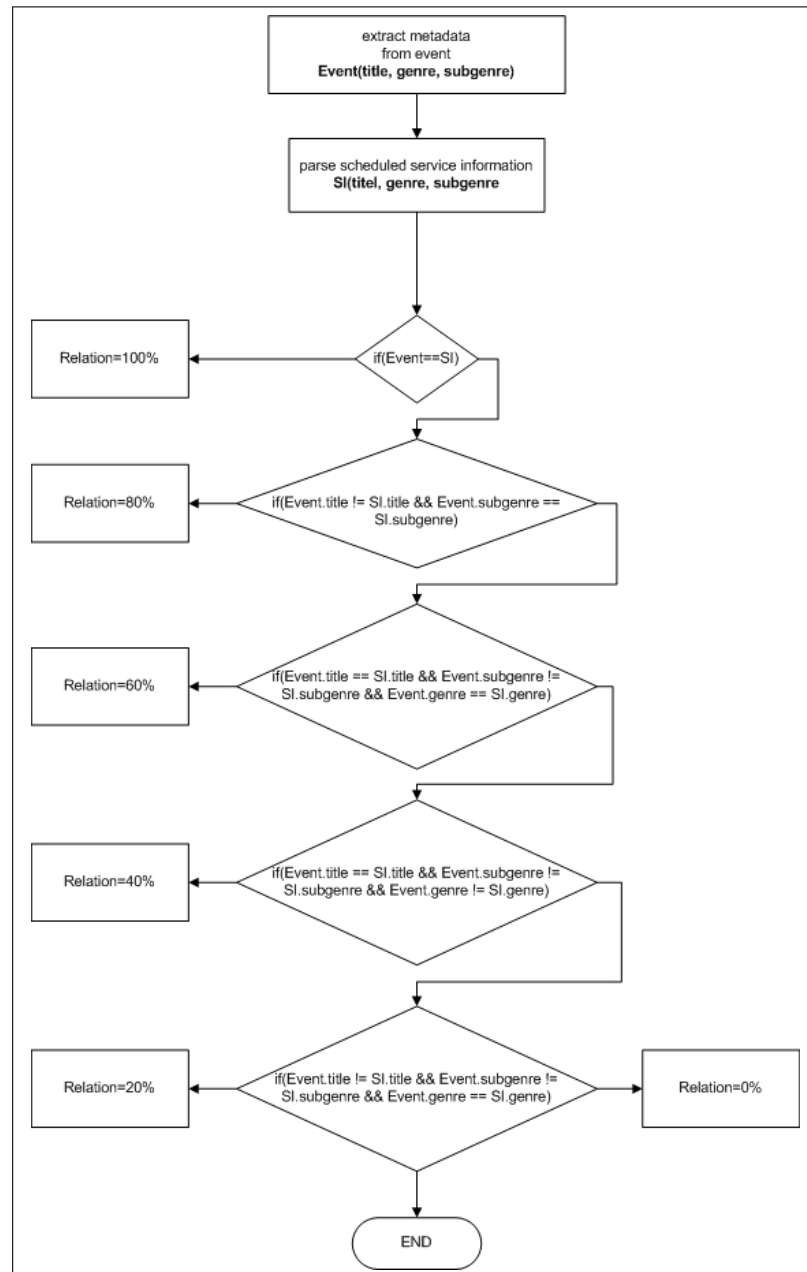 extract metadata
from event
Event(title, genre, subgenre)
parse scheduled service information
SI(titel, genre, subgenre
Relation=100%
if(Event==SI)
Relation=80%
if(Event.title != SI.title && Event.subgenre ==
SI.subgenre)
Relation=60%
if(Event.title == SI.title && Event.subgenre !=
SI.subgenre && Event.genre == SI.genre)
Relation=40%
if(Event.title == SI.title && Event.subgenre !=
SI.subgenre && Event.genre != SI.genre)
Relation=20%
if(Event.title != SI.title && Event.subgenre !=
SI.subgenre && Event.genre == SI.genre)
Relation=0%
END